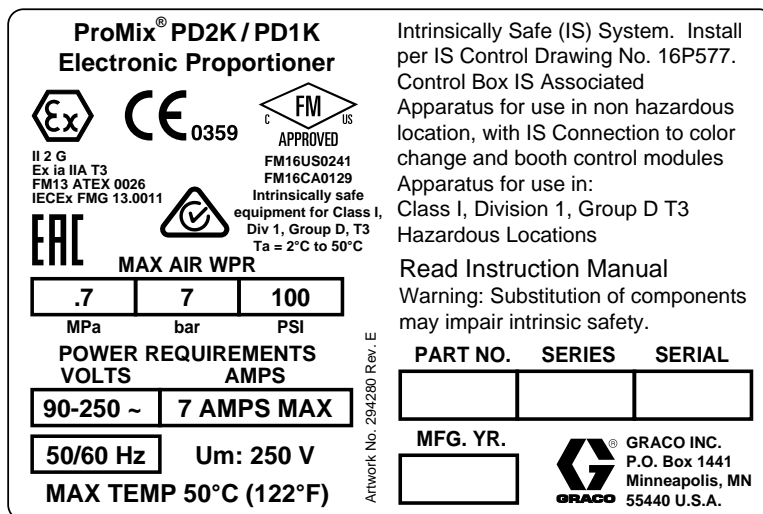 ProMix® PD2K / PD1K
Electronic Proportioner
Ex
CE 0359
FM
C US
APPROVED
II 2 G
Ex ia IIA T3
FM13 ATEX 0026
IECEx FMG 13.0011
FM16US0241
FM16CA0129
Intrinsically safe
equipment for Class I,
Div 1, Group D, T3
Ta = 2°C to 50°C
EAC
MAX AIR WPR
.7 7 100
MPa bar PSI
POWER REQUIREMENTS
VOLTS AMPS
90-250 ~ 7 AMPS MAX
50/60 Hz Um: 250 V
MAX TEMP 50°C (122°F)
Artwork No. 294280 Rev. E
Intrinsically Safe (IS) System. Install
per IS Control Drawing No. 16P577.
Control Box IS Associated
Apparatus for use in non hazardous
location, with IS Connection to color
change and booth control modules
Apparatus for use in:
Class I, Division 1, Group D T3
Hazardous Locations
Read Instruction Manual
Warning: Substitution of components
may impair intrinsic safety.
PART NO. SERIES SERIAL
MFG. YR.
G ®
GRACO
GRACO INC.
P.O. Box 1441
Minneapolis, MN
55440 U.S.A.